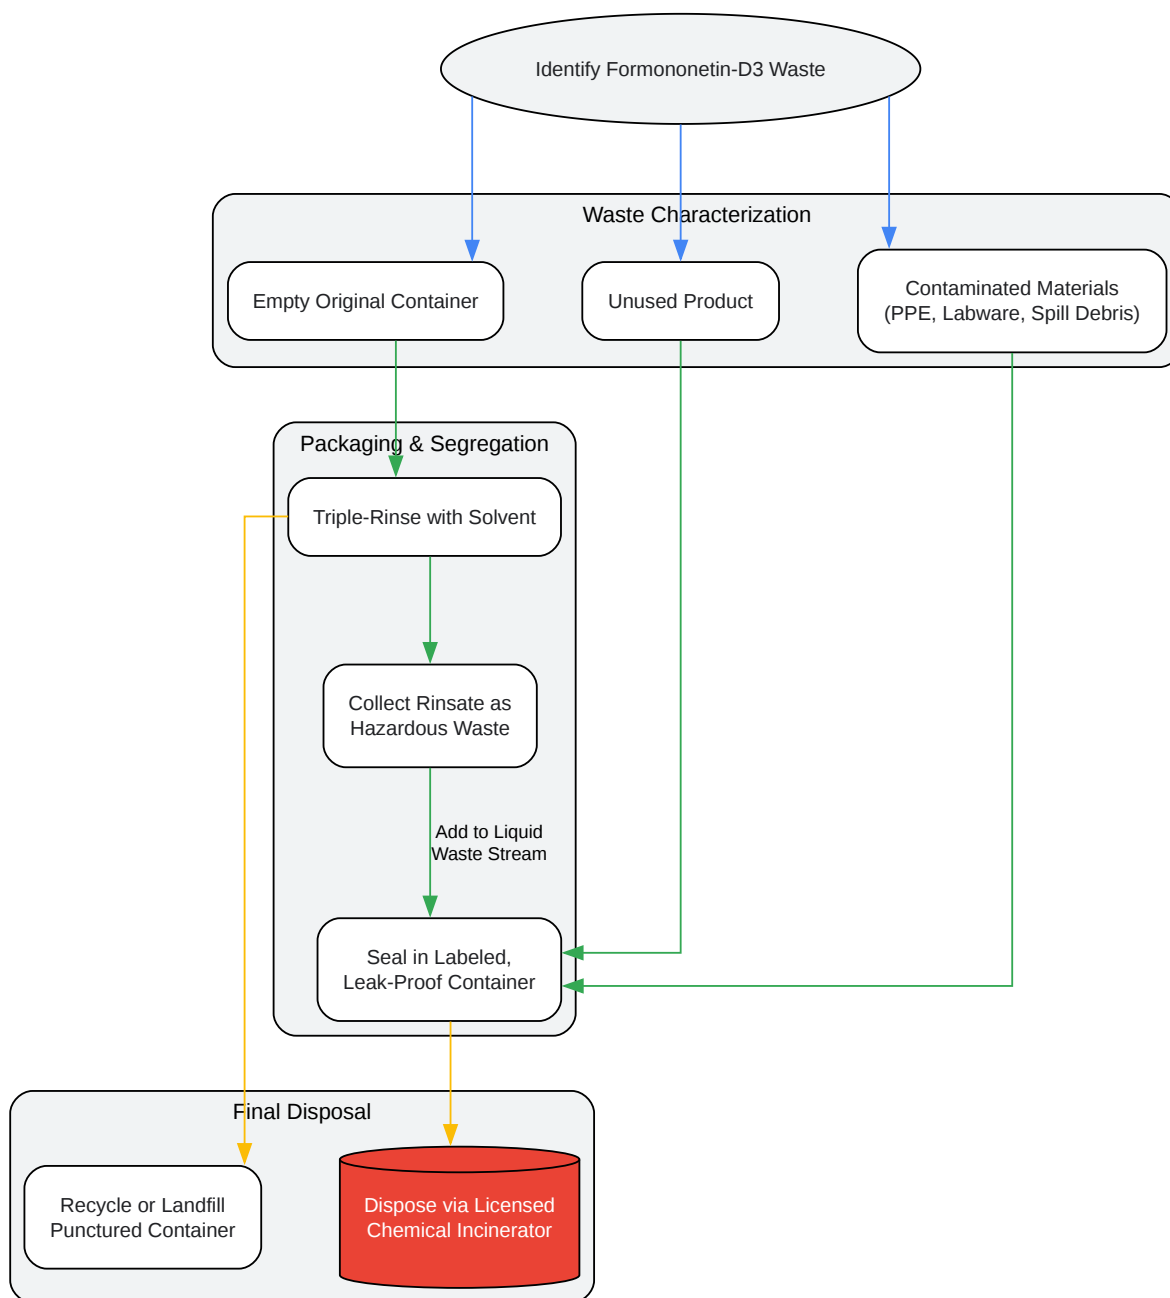 Identify Formononetin-D3 Waste
Waste Characterization
Empty Original Container
Unused Product
Contaminated Materials
(PPE, Labware, Spill Debris)
Packaging & Segregation
Triple-Rinse with Solvent
Collect Rinsate as
Hazardous Waste
Add to Liquid
Waste Stream
Seal in Labeled,
Leak-Proof Container
Final Disposal
Recycle or Landfill
Punctured Container
Dispose via Licensed
Chemical Incinerator